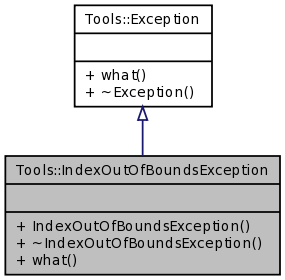 Tools::Exception
+ what()
+ ~Exception()
Tools::IndexOutOfBoundsException
+ IndexOutOfBoundsException()
+ ~IndexOutOfBoundsException()
+ what()